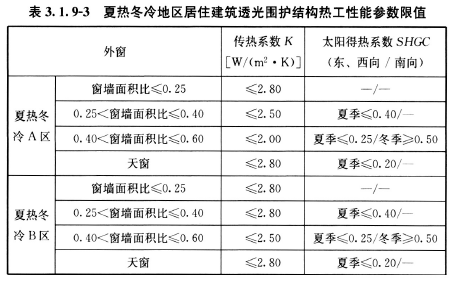 表 3.1.9-3 夏热冬冷地区居住建筑透光围护结构热工性能参数限值
外窗 传热系数 K [W/(m²·K)] 太阳得热系数 SHGC (东、西向 / 南向)
夏热冬冷 A 区
窗墙面积比≤0.25 ≤2.80 —/—
0.25<窗墙面积比≤0.40 ≤2.50 夏季≤0.40/—
0.40<窗墙面积比≤0.60 ≤2.00 夏季≤0.25/冬季≥0.50
天窗 ≤2.80 夏季≤0.20/—
夏热冬冷 B 区
窗墙面积比≤0.25 ≤2.80 —/—
0.25<窗墙面积比≤0.40 ≤2.80 夏季≤0.40/—
0.40<窗墙面积比≤0.60 ≤2.50 夏季≤0.25/冬季≥0.50
天窗 ≤2.80 夏季≤0.20/—